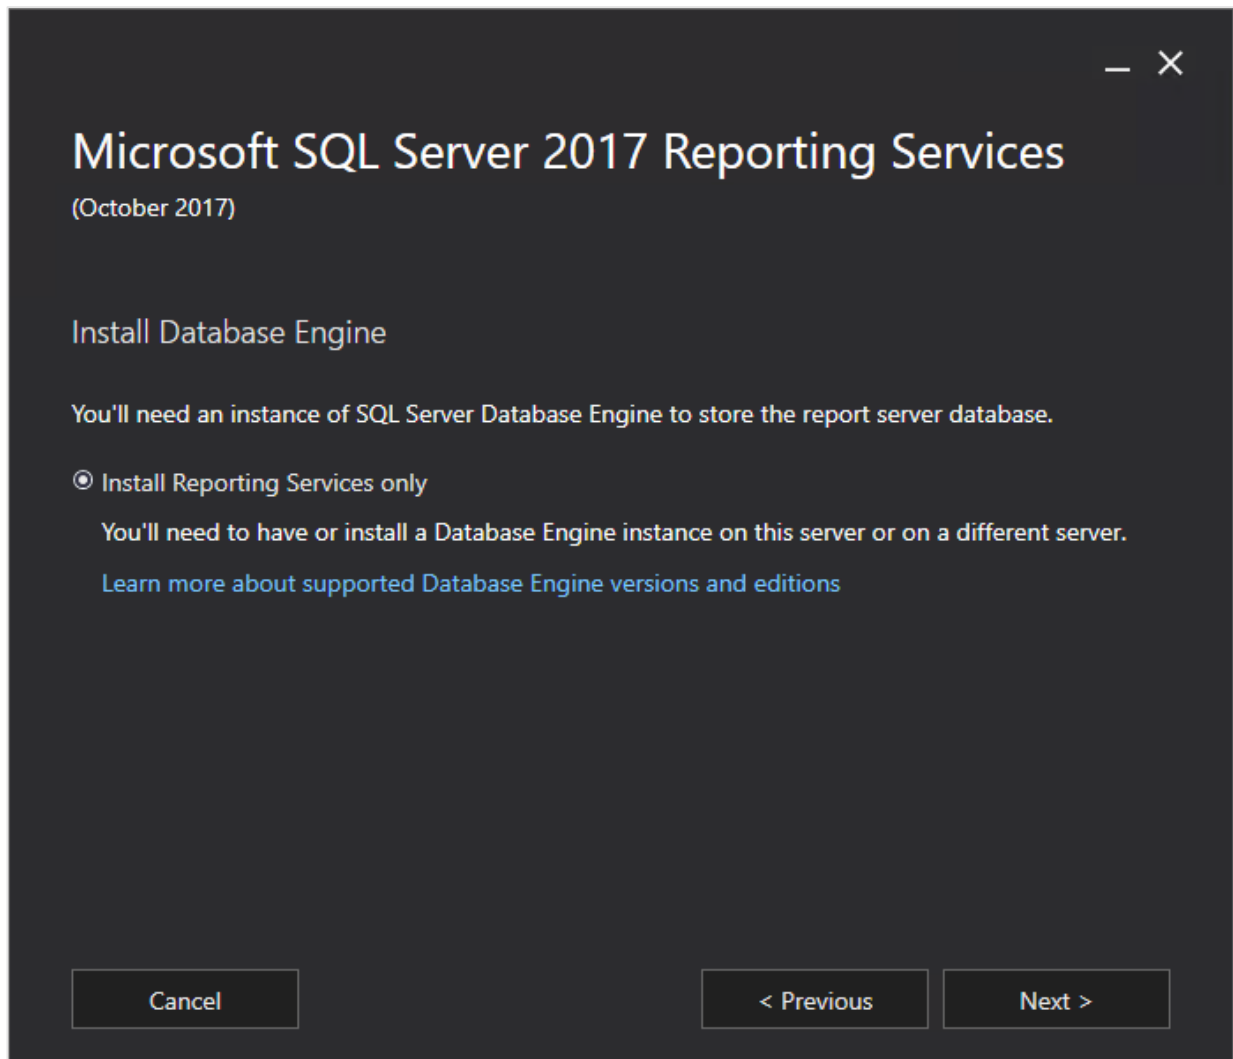 Microsoft SQL Server 2017 Reporting Services
(October 2017)
Install Database Engine
You'll need an instance of SQL Server Database Engine to store the report server database.
Install Reporting Services only
You'll need to have or install a Database Engine instance on this server or on a different server.
Learn more about supported Database Engine versions and editions
Cancel
< Previous
Next >